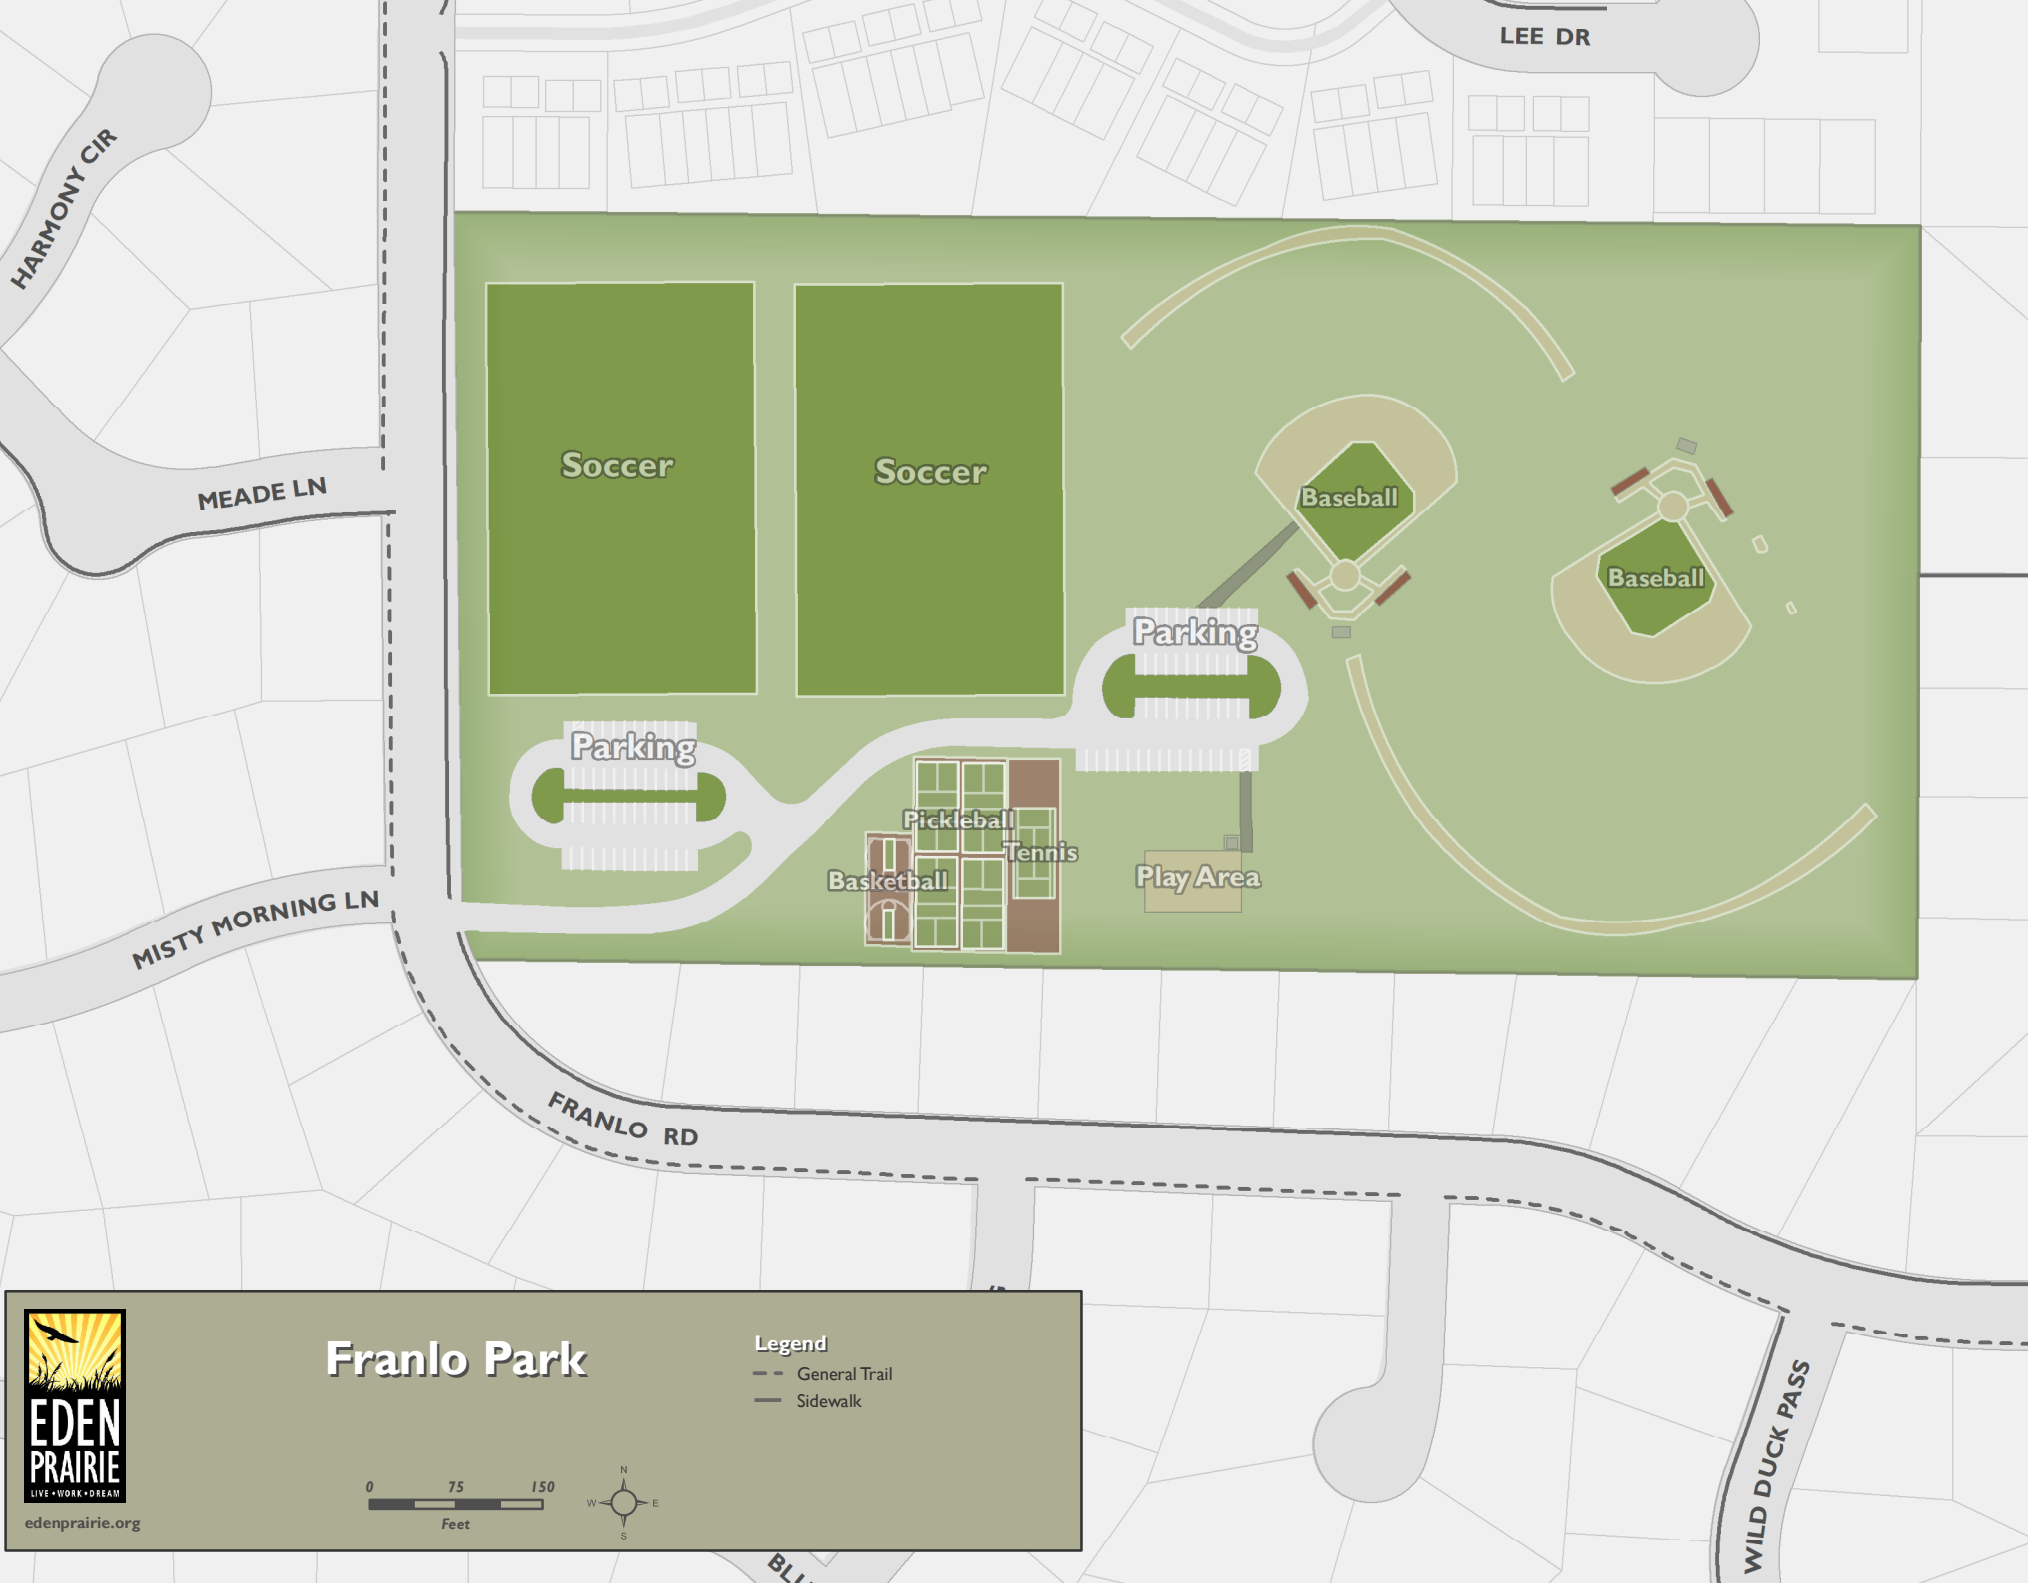 LEE DR
HARMONY CIR
MEADE LN
Soccer
Soccer
Baseball
Baseball
Parking
Parking
Pickleball
Tennis
Basketball
Play Area
MISTY MORNING LN
FRANLO RD
WILD DUCK PASS
Franlo Park
Legend
General Trail
Sidewalk
EDEN
PRAIRIE
LIVE • WORK • DREAM
edenprairie.org
0 75 150
Feet
N
W E
S